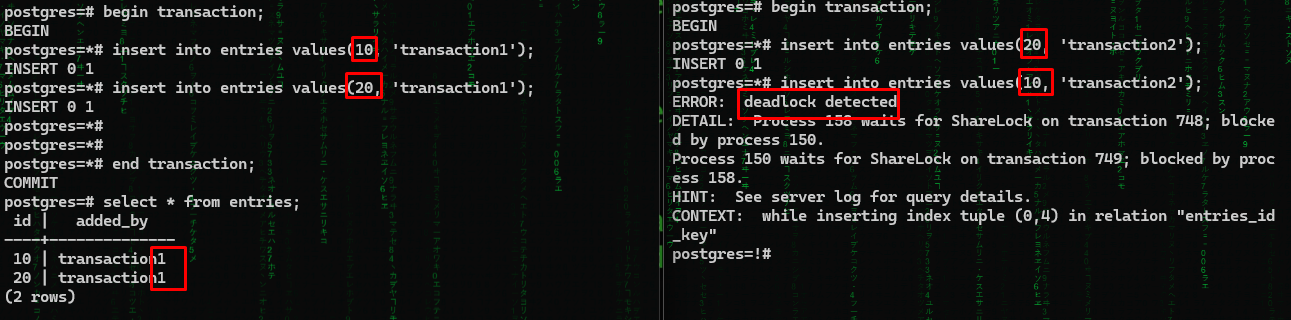 postgres=# begin transaction;
BEGIN
postgres=*# insert into entries values(10, 'transaction1');
INSERT 0 1
postgres=*# insert into entries values(20, 'transaction1');
INSERT 0 1
postgres=*#
postgres=*#
postgres=*# end transaction;
COMMIT
postgres=# select * from entries;
 id |   added_by
----+--------------
 10 | transaction1
 20 | transaction1
(2 rows)
postgres=# begin transaction;
BEGIN
postgres=*# insert into entries values(20, 'transaction2');
INSERT 0 1
postgres=*# insert into entries values(10, 'transaction2');
ERROR:  deadlock detected
DETAIL:  Process 158 waits for ShareLock on transaction 748; blocke
d by process 150.
Process 150 waits for ShareLock on transaction 749; blocked by proc
ess 158.
HINT:  See server log for query details.
CONTEXT:  while inserting index tuple (0,4) in relation "entries_id
_key"
postgres=!#